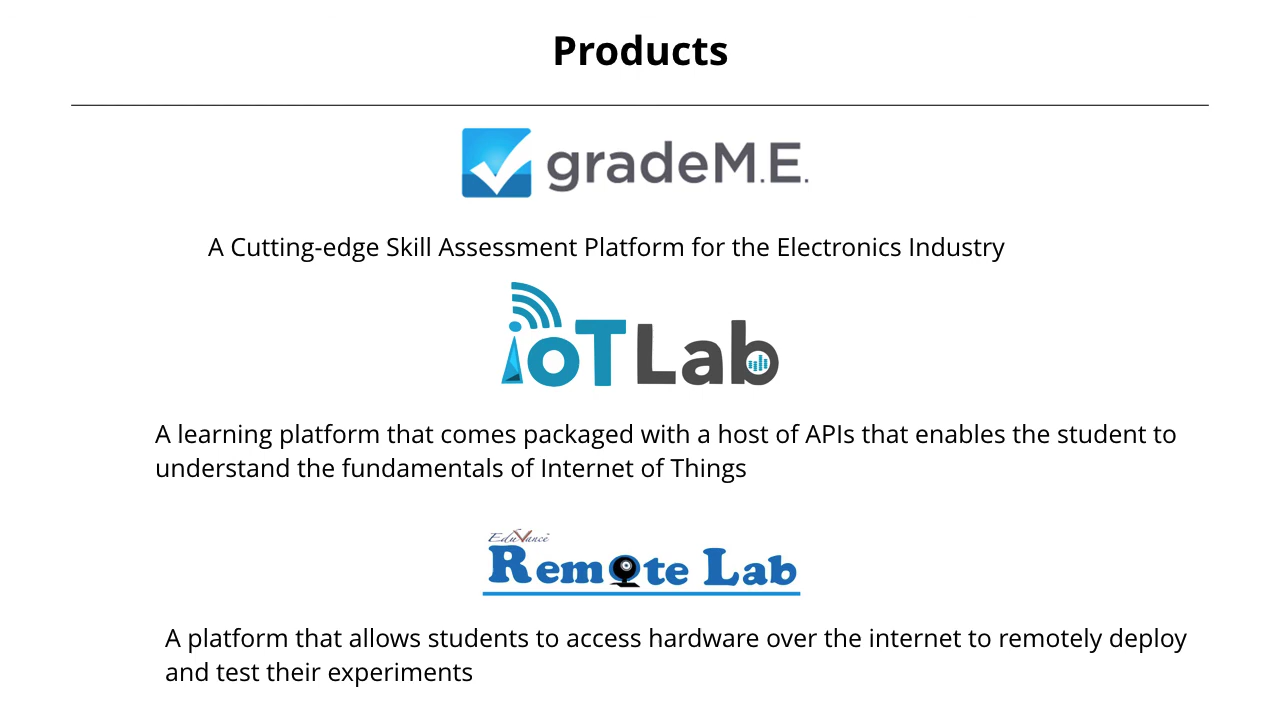 Products
gradeM.E.
A Cutting-edge Skill Assessment Platform for the Electronics Industry
ioT Lab
A learning platform that comes packaged with a host of APIs that enables the student to
understand the fundamentals of Internet of Things
EduVance
Remote Lab
A platform that allows students to access hardware over the internet to remotely deploy
and test their experiments